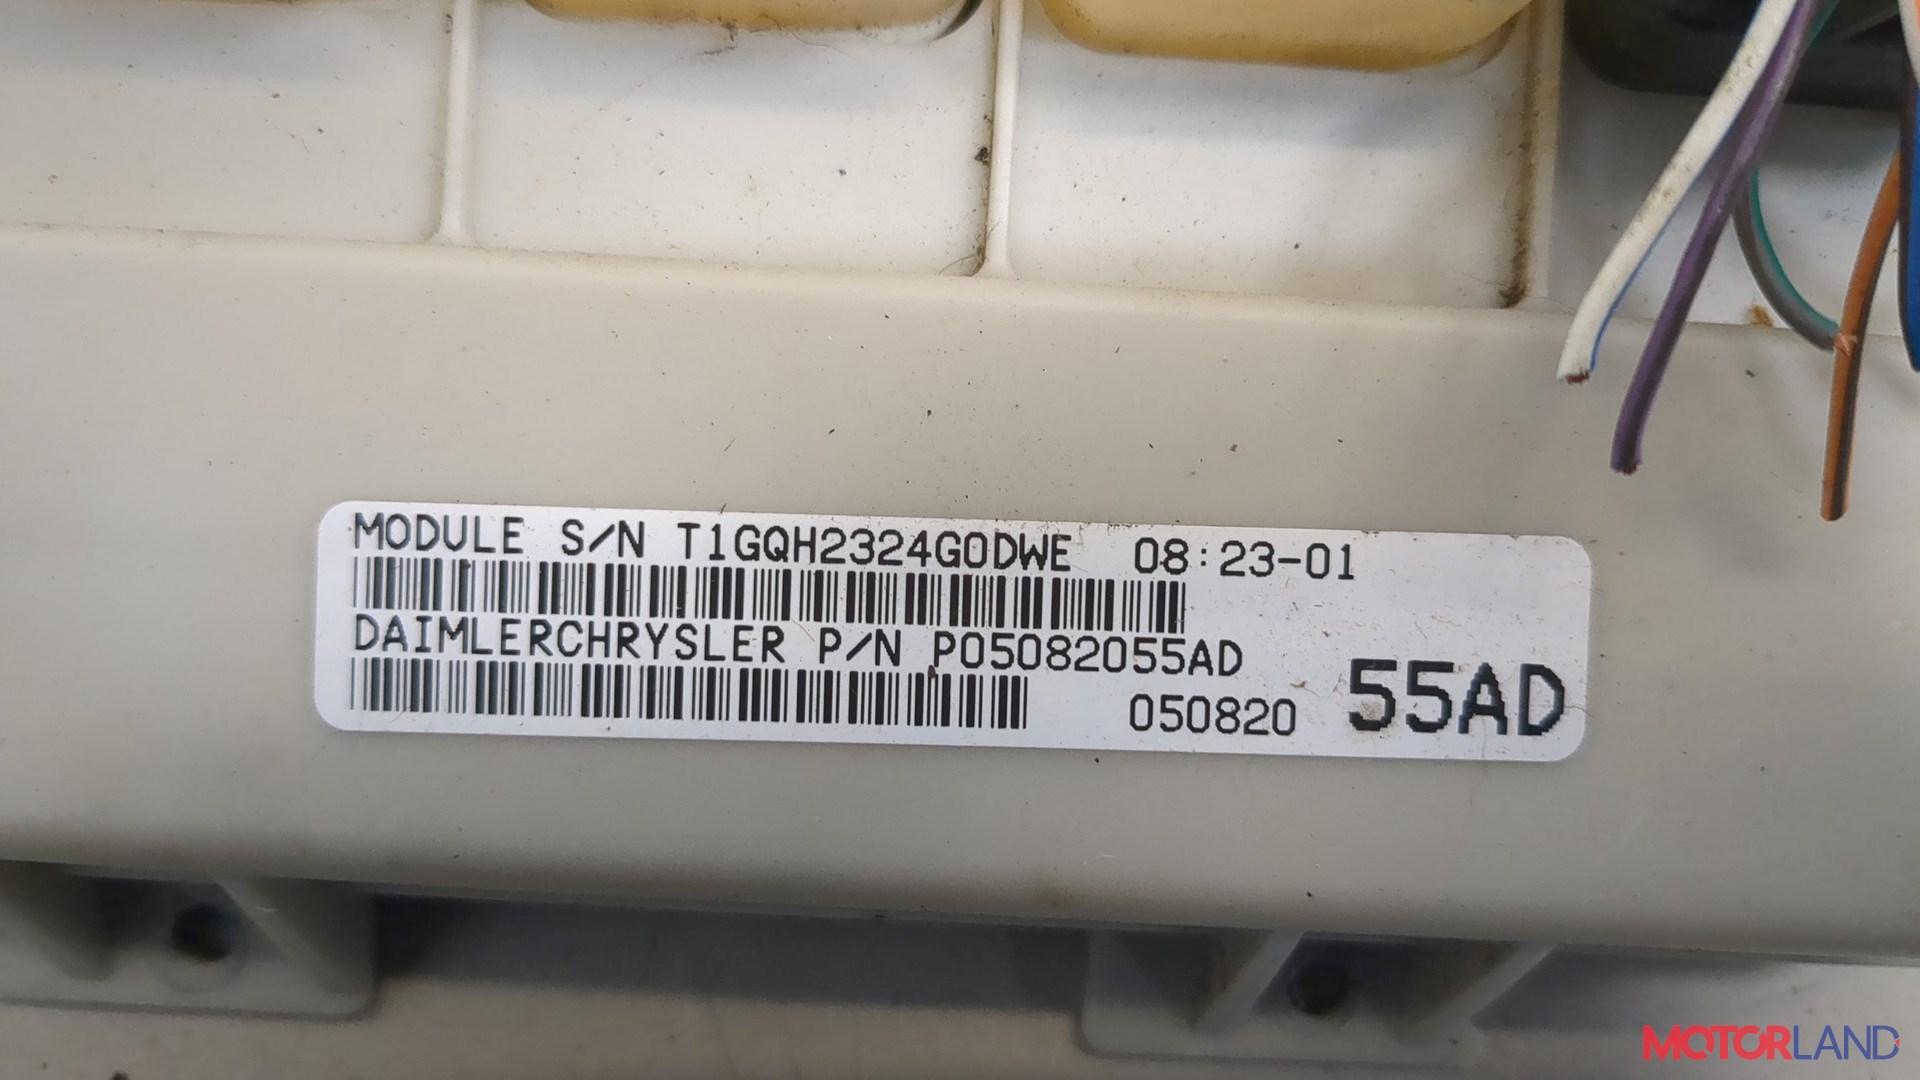 MODULE S/N T1GQH2324G0DWE 08:23-01
DAIMLERCHRYSLER P/N P05082055AD
050820 55AD
MOTORLAND